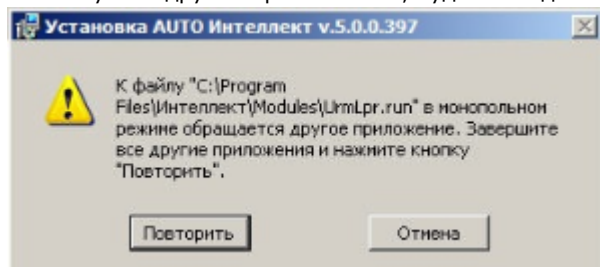 Установка AUTO Интеллект v.5.0.0.397
К файлу "C:\Program
Files\Интеллект\Modules\UrmLpr.run" в монопольном
режиме обращается другое приложение. Завершите
все другие приложения и нажмите кнопку
"Повторить".
Повторить Отмена